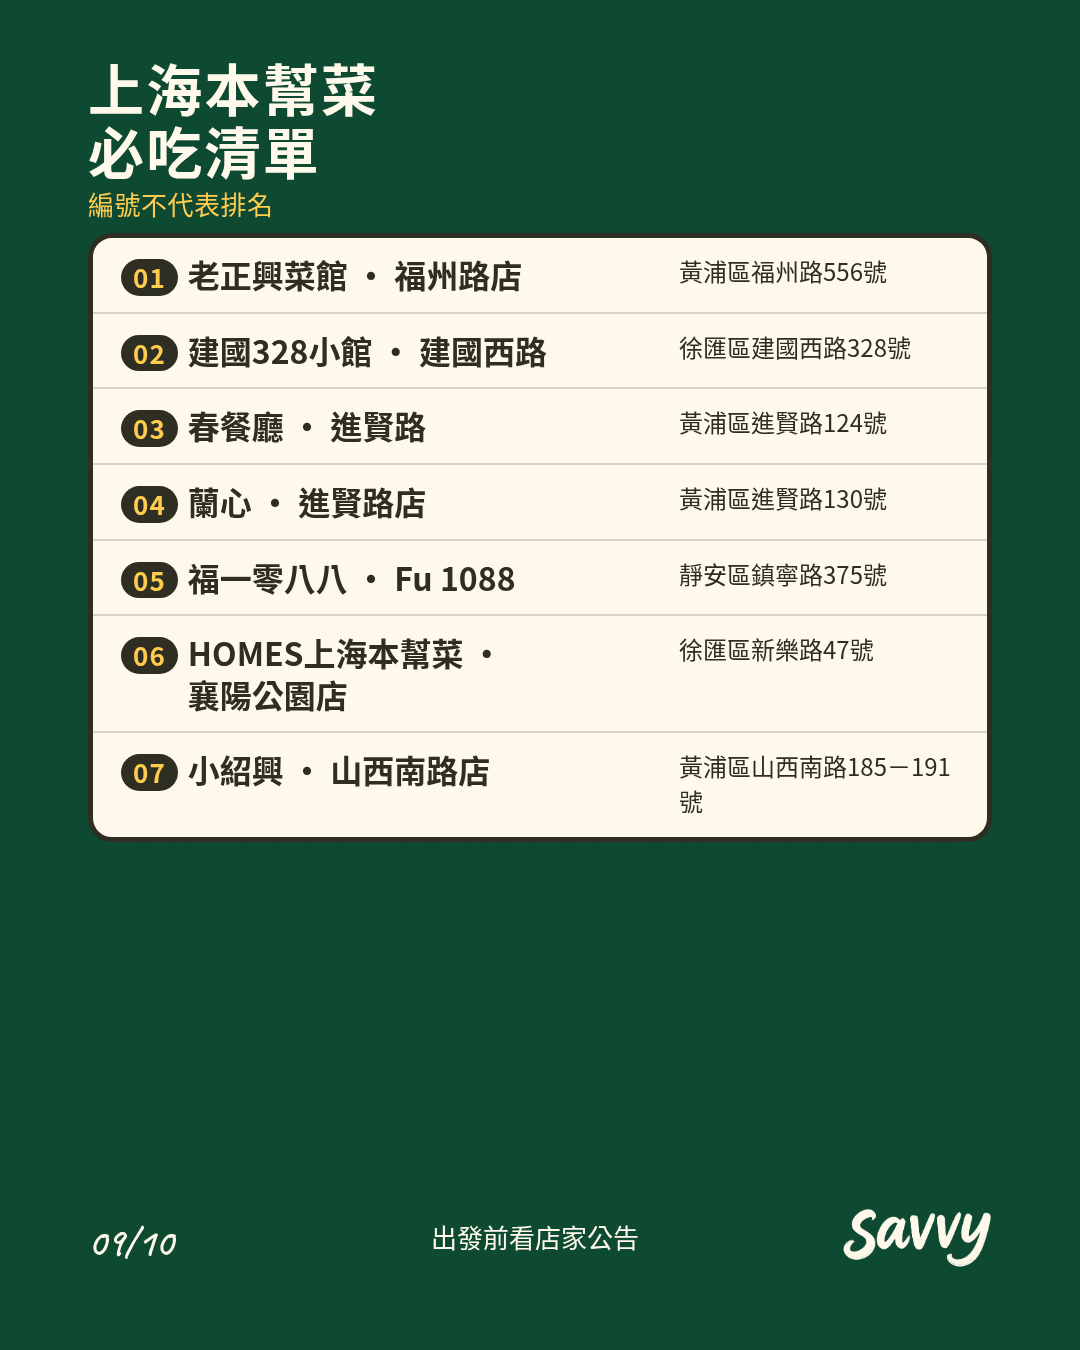 上海本幫菜
必吃清單
編號不代表排名
01 老正興菜館 • 福州路店 黃浦區福州路556號
02 建國328小館 • 建國西路 徐匯區建國西路328號
03 春餐廳 • 進賢路 黃浦區進賢路124號
04 蘭心 • 進賢路店 黃浦區進賢路130號
05 福一零八八 • Fu 1088 靜安區鎮寧路375號
06 HOMES上海本幫菜 • 徐匯區新樂路47號
襄陽公園店
07 小紹興 • 山西南路店 黃浦區山西南路185－191
號
09/10 出發前看店家公告 Savvy